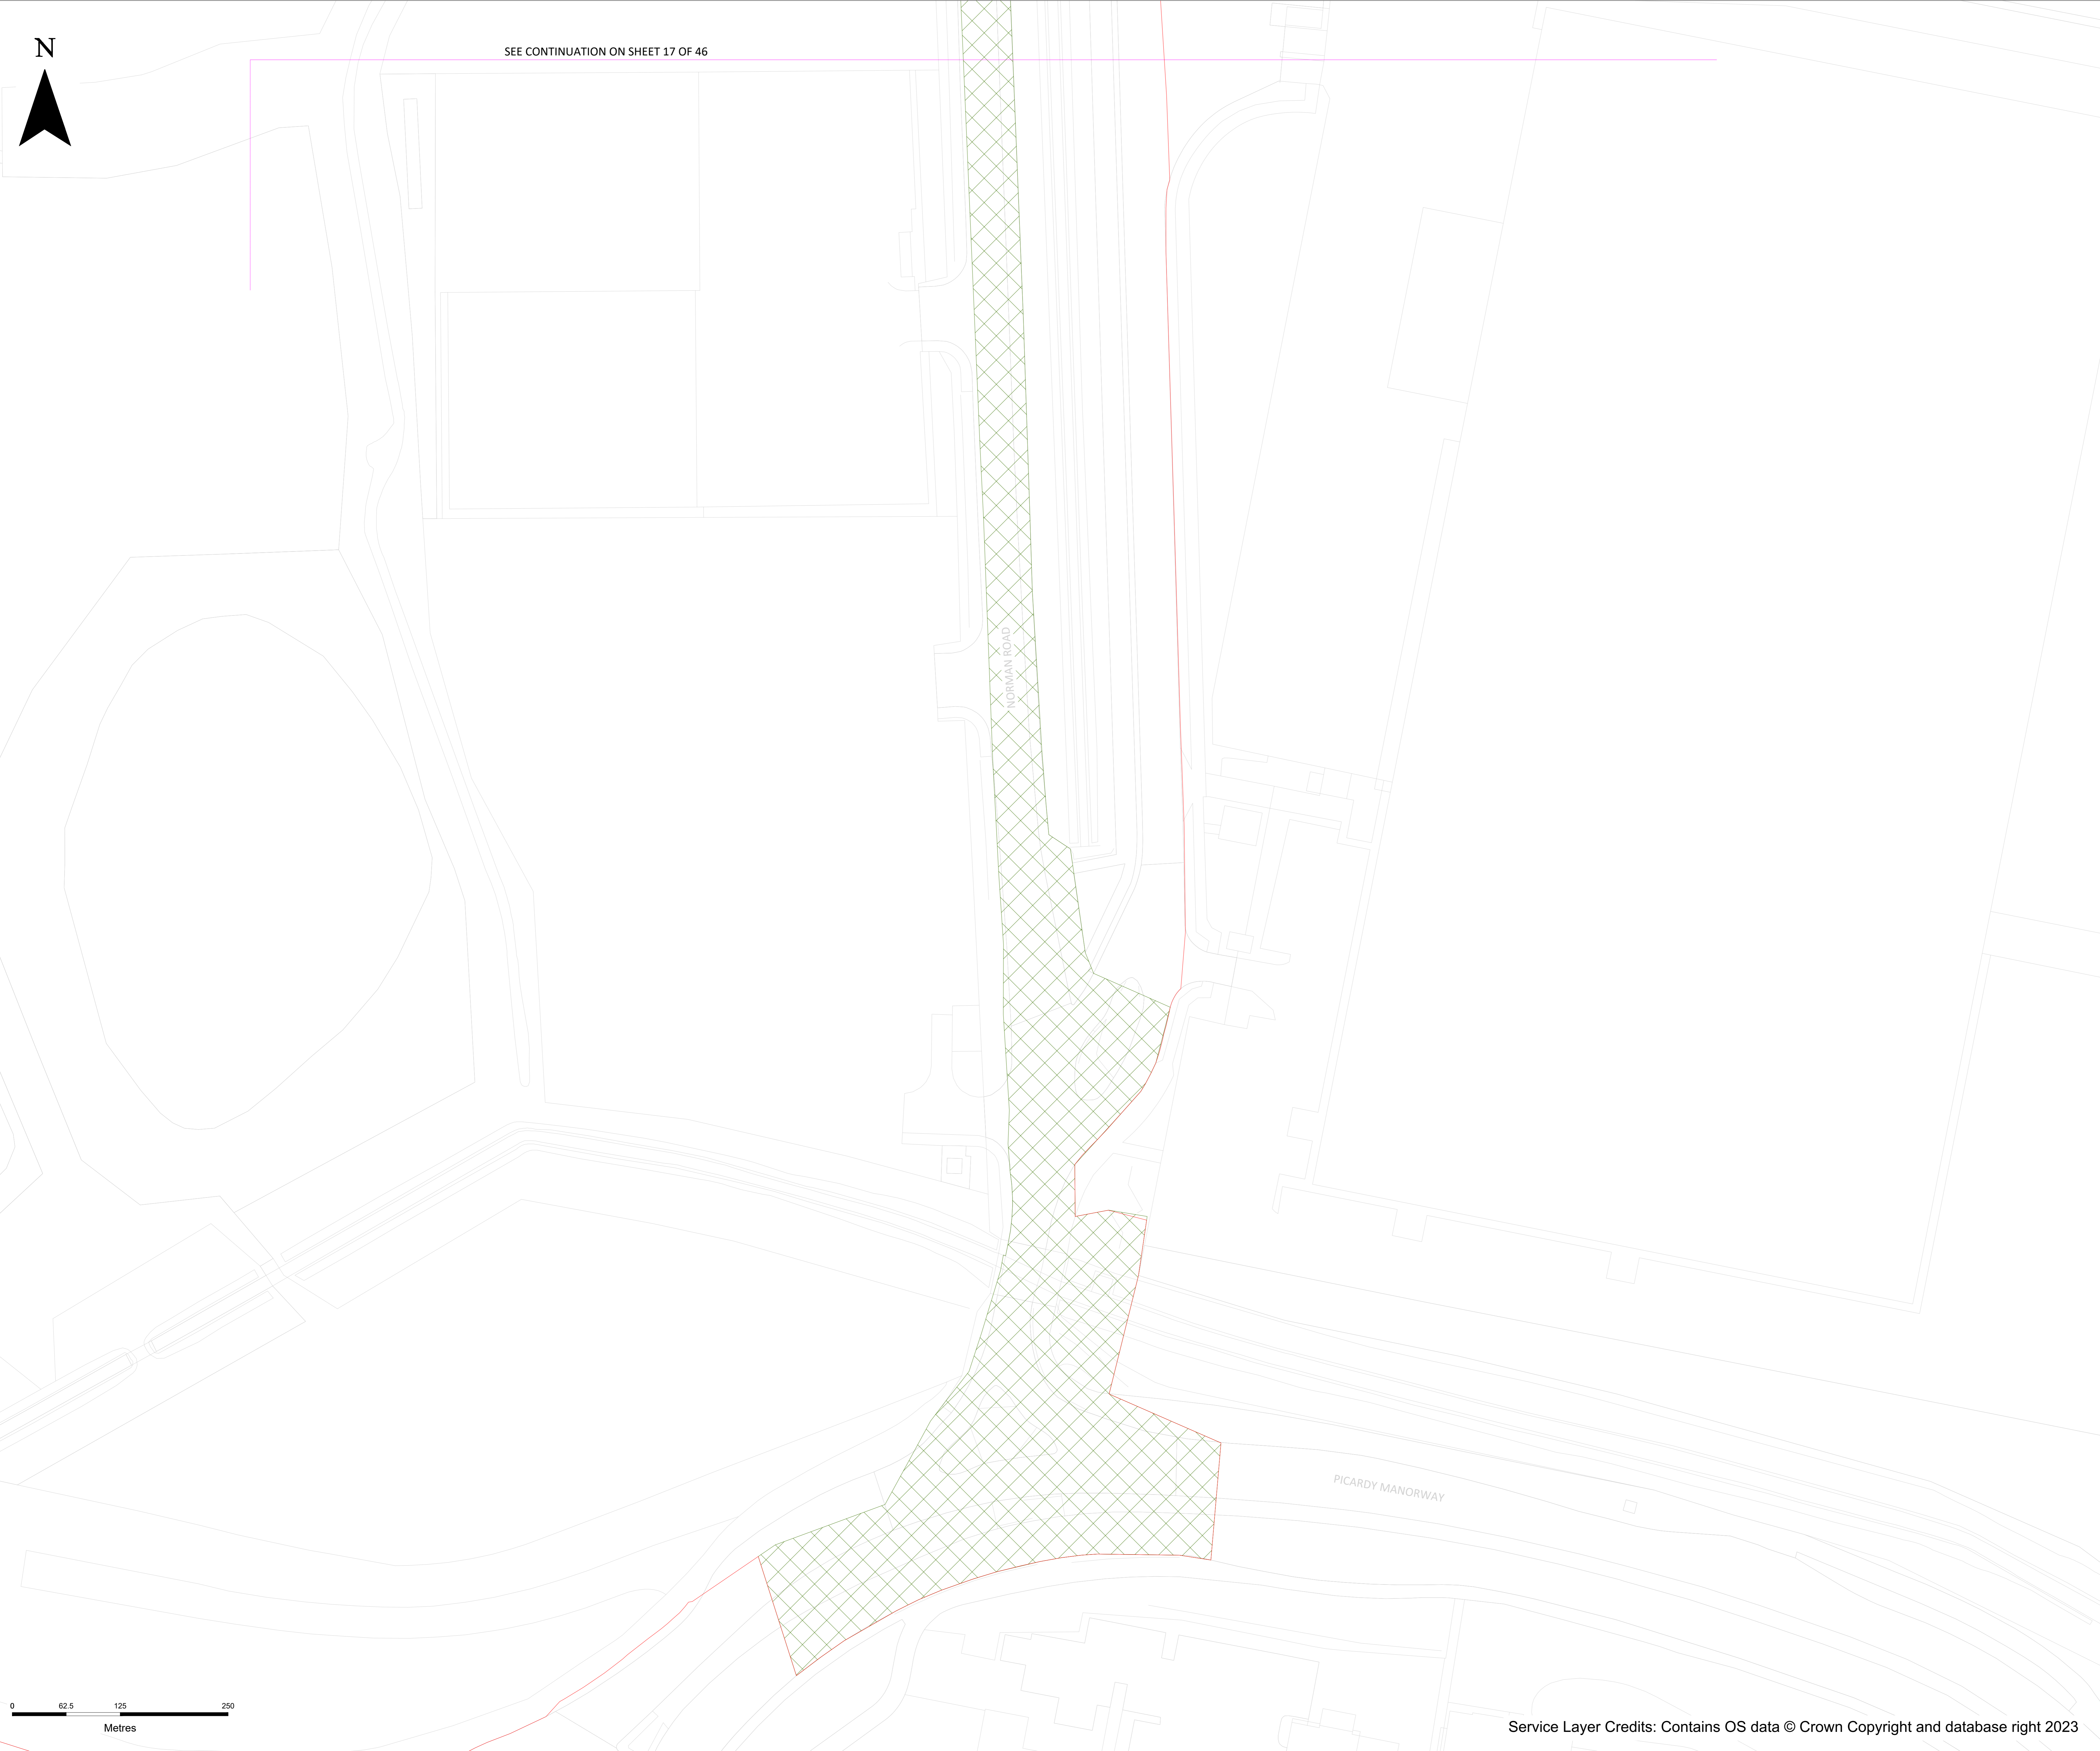 N
SEE CONTINUATION ON SHEET 17 OF 46
NORMAN ROAD
PICARDY MANORWAY
0 62.5 125 250
Metres
Service Layer Credits: Contains OS data © Crown Copyright and database right 2023